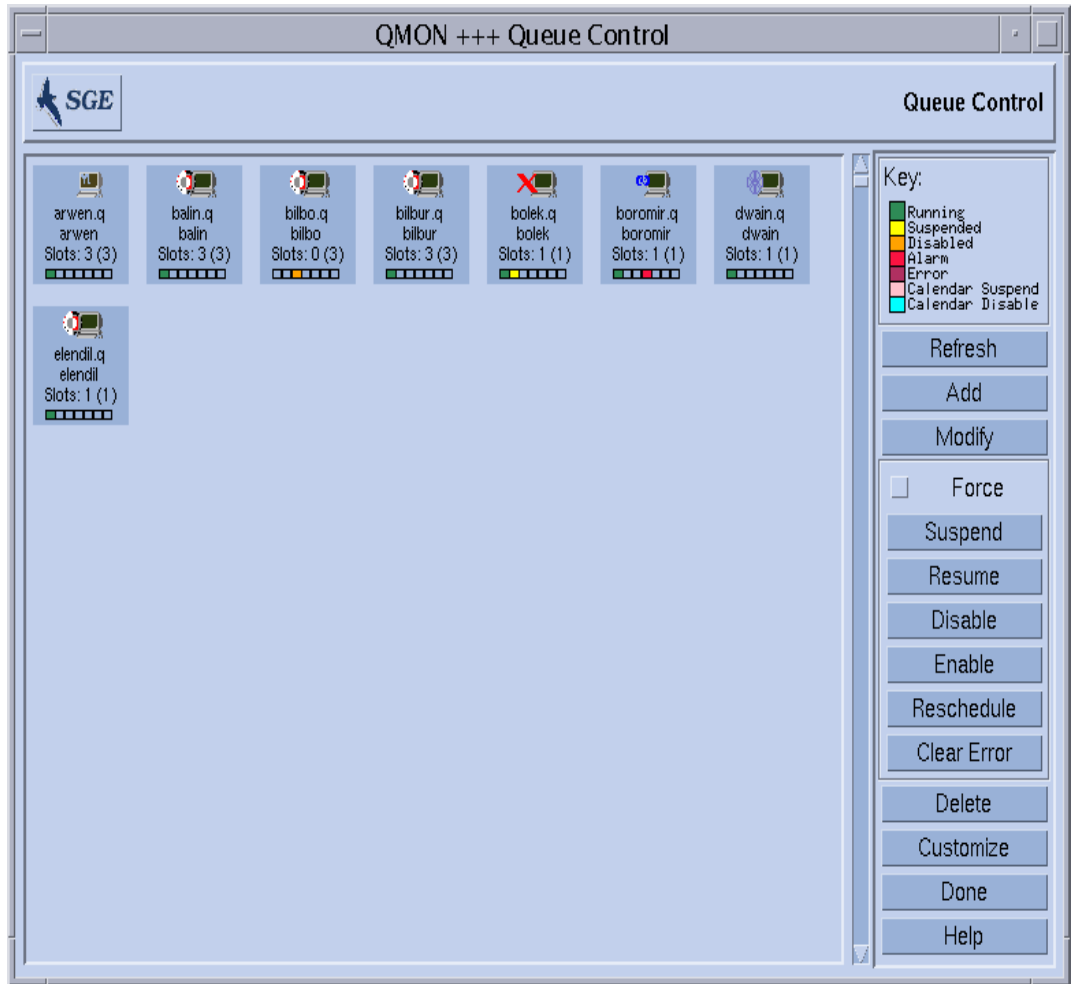 QMON +++ Queue Control
SGE
Queue Control
arwen.q
arwen
Slots: 3 (3)
balin.q
balin
Slots: 3 (3)
bilbo.q
bilbo
Slots: 0 (3)
bilbur.q
bilbur
Slots: 3 (3)
bolek.q
bolek
Slots: 1 (1)
boromir.q
boromir
Slots: 1 (1)
dwain.q
dwain
Slots: 1 (1)
elendil.q
elendil
Slots: 1 (1)
Key:
Running
Suspended
Disabled
Alarm
Error
Calendar Suspend
Calendar Disable
Refresh
Add
Modify
Force
Suspend
Resume
Disable
Enable
Reschedule
Clear Error
Delete
Customize
Done
Help